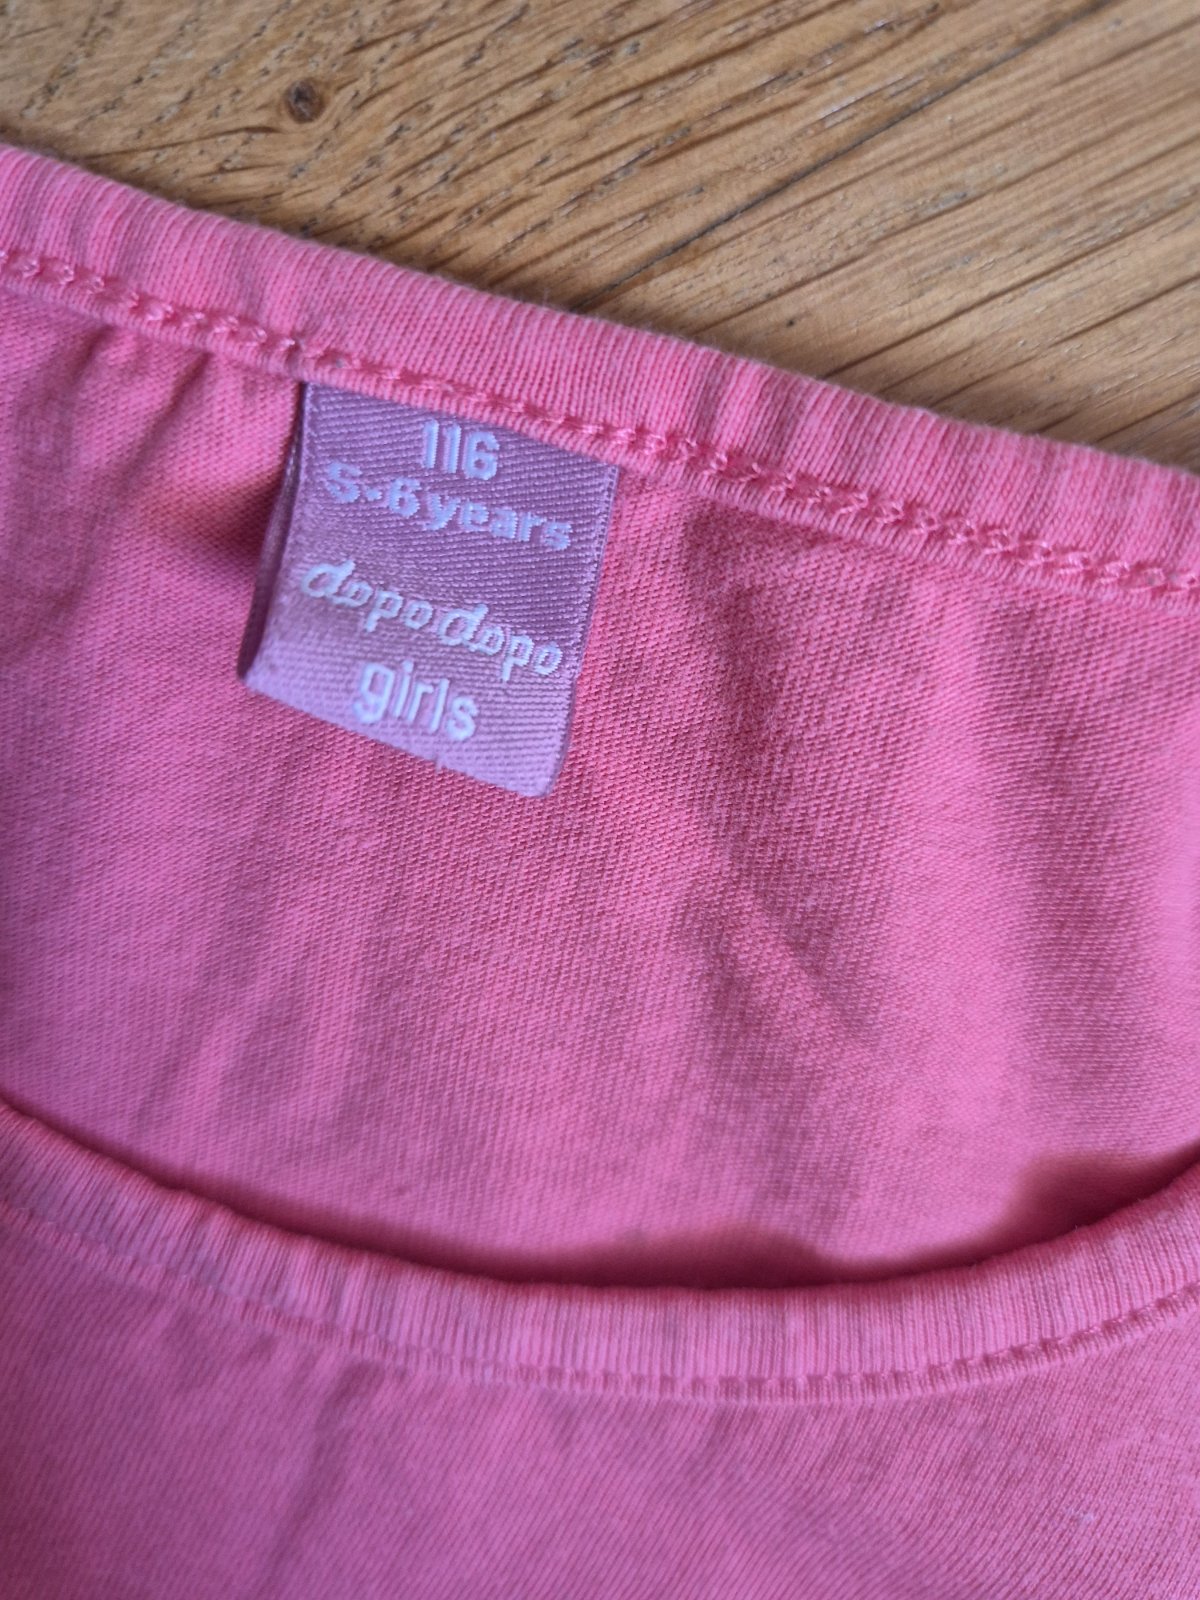 116
5-6 years
dopodopo
girls